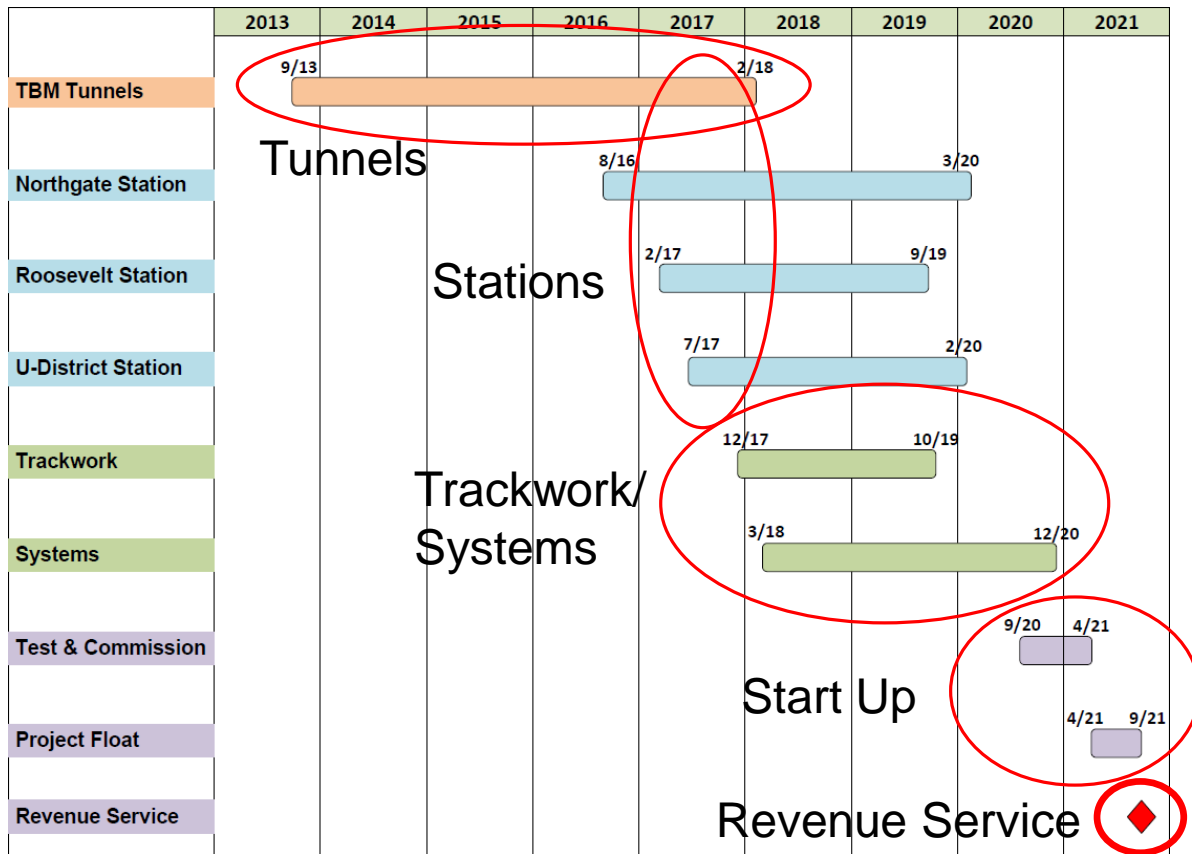 2013 2014 2015 2016 2017 2018 2019 2020 2021
9/13 2/18
TBM Tunnels
Tunnels
8/16 3/20
Northgate Station
2/17 9/19
Roosevelt Station
Stations
7/17 2/20
U-District Station
12/17 10/19
Trackwork
Trackwork/
Systems
3/18 12/20
Systems
9/20 4/21
Test & Commission
Start Up
4/21 9/21
Project Float
Revenue Service
Revenue Service